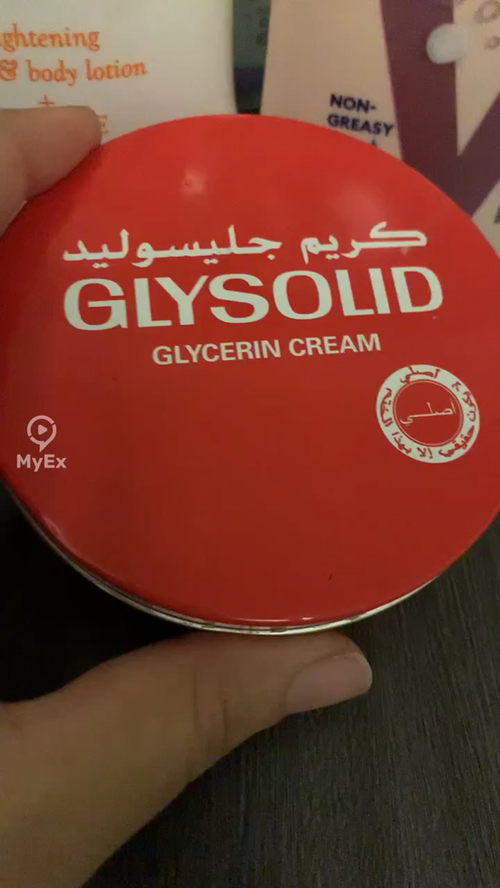 ghtening
& body lotion
NON-
GREASY
كريم جليسوليد
GLYSOLID
GLYCERIN CREAM
اصلي
MyEx